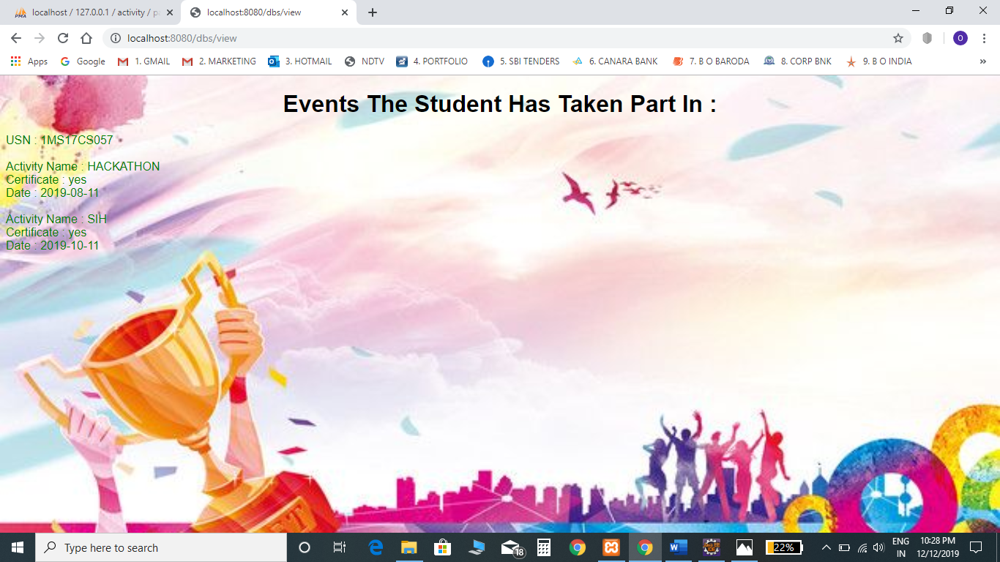 localhost / 127.0.0.1 / activity / p
localhost:8080/dbs/view
localhost:8080/dbs/view
O
Apps
Google
1. GMAIL
2. MARKETING
3. HOTMAIL
NDTV
4. PORTFOLIO
5. SBI TENDERS
6. CANARA BANK
7. B O BARODA
8. CORP BNK
9. B O INDIA
Events The Student Has Taken Part In :
USN : 1MS17CS057
Activity Name : HACKATHON
Certificate : yes
Date : 2019-08-11
Activity Name : SIH
Certificate : yes
Date : 2019-10-11
Type here to search
18
22%
ENG
IN
10:28 PM
12/12/2019